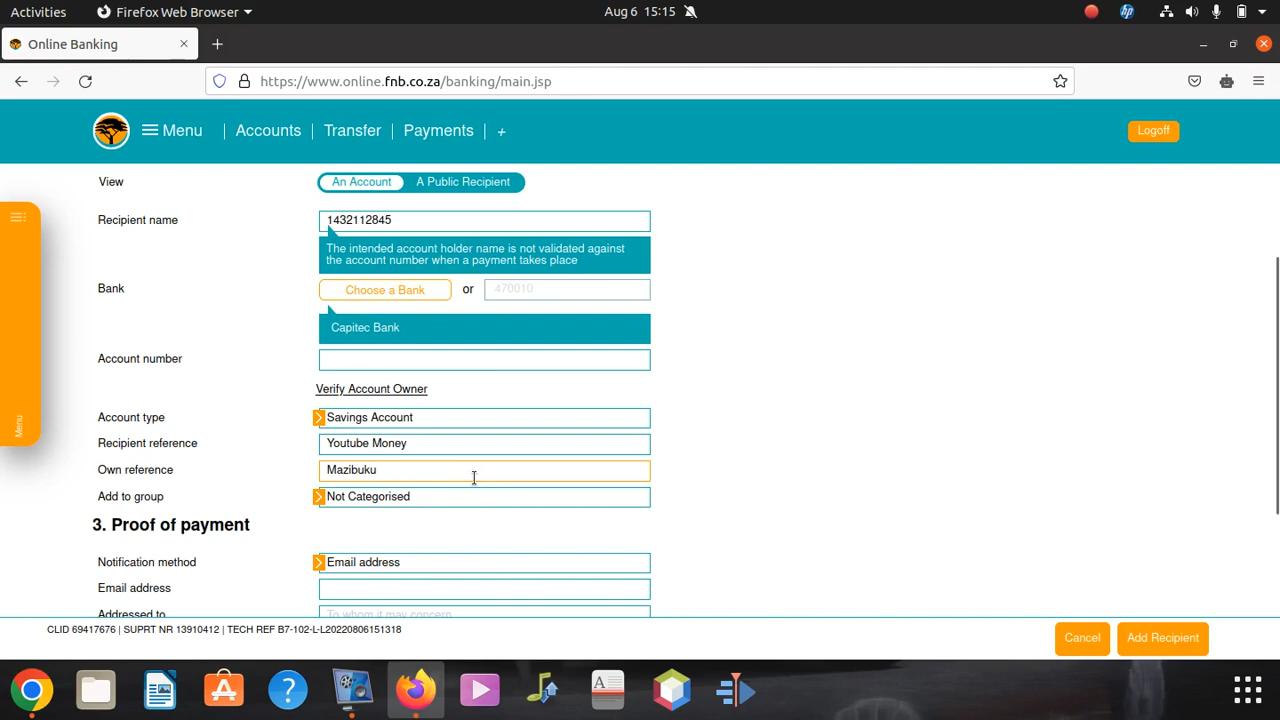 Activities
Firefox Web Browser
Aug 6 15:15
Online Banking
https://www.online.fnb.co.za/banking/main.jsp
Menu
Accounts
Transfer
Payments
+
Logoff
View
An Account
A Public Recipient
Recipient name
1432112845
The intended account holder name is not validated against
the account number when a payment takes place
Bank
Choose a Bank
or
470010
Capitec Bank
Account number
Verify Account Owner
Account type
Savings Account
Recipient reference
Youtube Money
Own reference
Mazibuku
Add to group
Not Categorised
3. Proof of payment
Notification method
Email address
Email address
Addressed to
To whom it may concern
Menu
CLID 69417676 | SUPRT NR 13910412 | TECH REF B7-102-L-L20220806151318
Cancel
Add Recipient